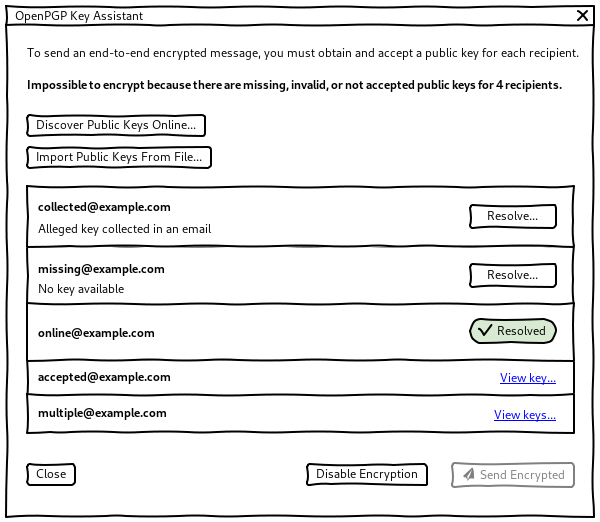 OpenPGP Key Assistant
To send an end-to-end encrypted message, you must obtain and accept a public key for each recipient.
Impossible to encrypt because there are missing, invalid, or not accepted public keys for 4 recipients.
Discover Public Keys Online...
Import Public Keys From File...
collected@example.com
Resolve...
Alleged key collected in an email
missing@example.com
Resolve...
No key available
online@example.com
Resolved
accepted@example.com
View key...
multiple@example.com
View keys...
Close
Disable Encryption
Send Encrypted